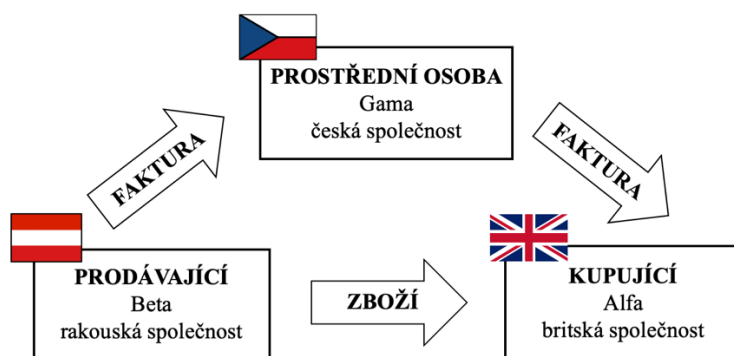 PROSTŘEDNÍ OSOBA
Gama
česká společnost
FAKTURA
FAKTURA
PRODÁVAJÍCÍ
Beta
rakouská společnost
ZBOŽÍ
KUPUJÍCÍ
Alfa
britská společnost